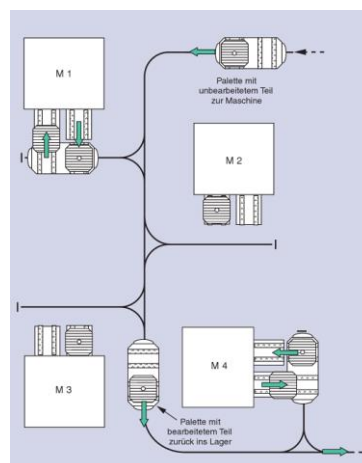 M 1
Palette mit
unbearbeitetem Teil
zur Maschine
M 2
M 3
M 4
Palette mit
bearbeitetem Teil
zurück ins Lager